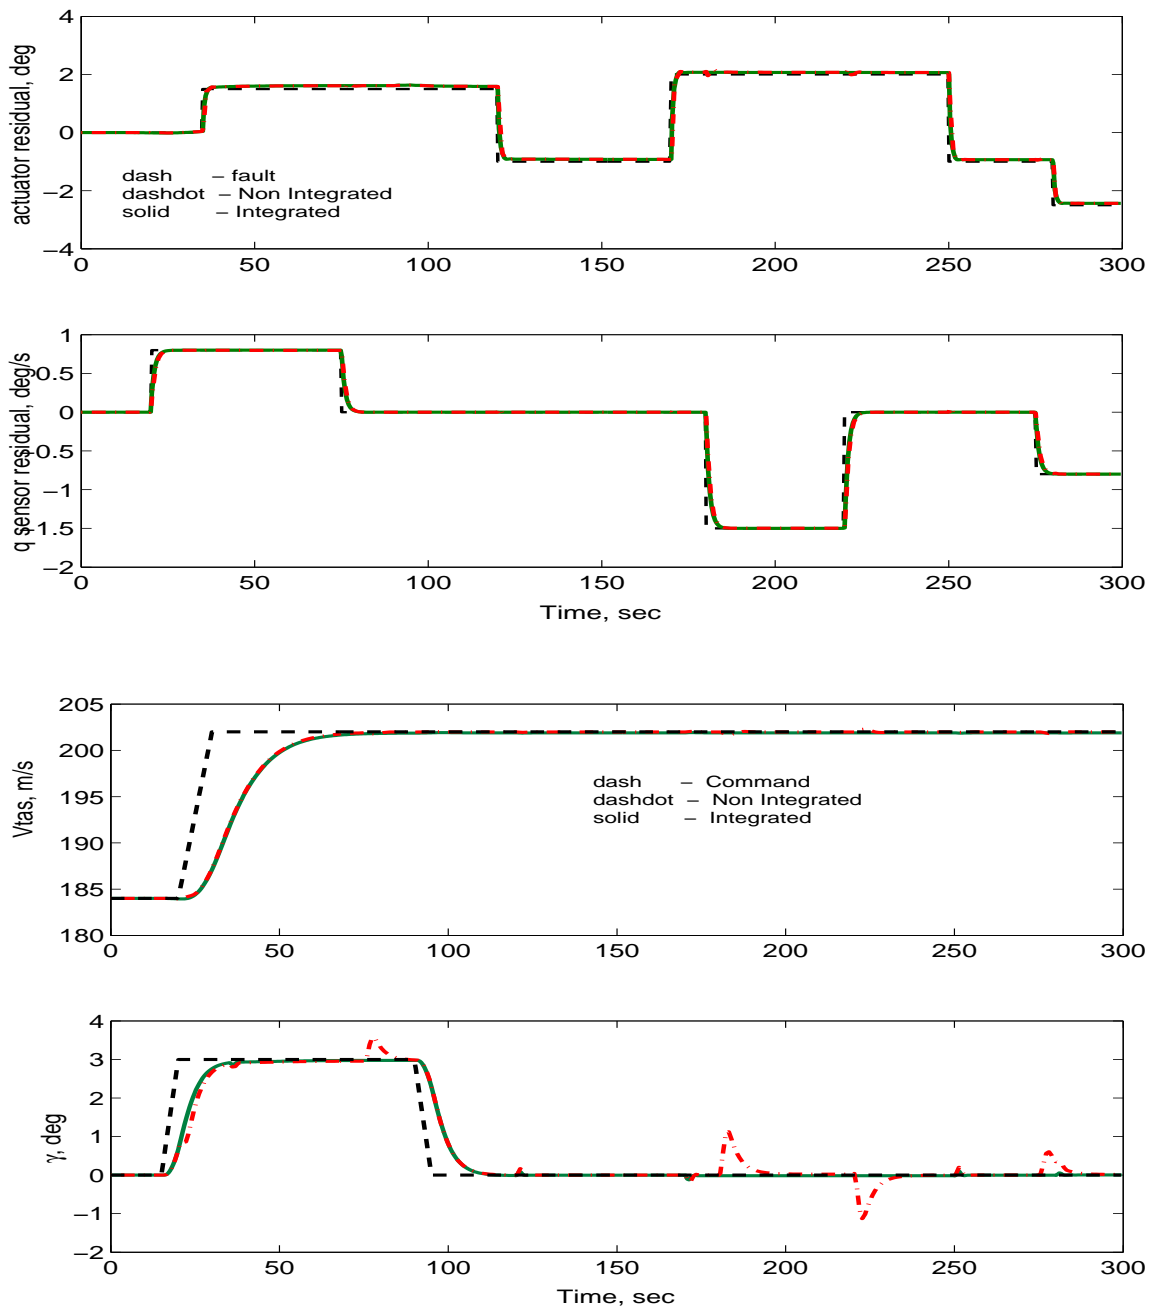 actuator residual, deg
4
2
0
−2
−4
dash − fault
dashdot − Non Integrated
solid − Integrated
0 50 100 150 200 250 300
q sensor residual, deg/s
1
0.5
0
−0.5
−1
−1.5
−2
0 50 100 150 200 250 300
Time, sec
Vtas, m/s
205
200
195
190
185
180
dash − Command
dashdot − Non Integrated
solid − Integrated
0 50 100 150 200 250 300
γ, deg
4
3
2
1
0
−1
−2
0 50 100 150 200 250 300
Time, sec